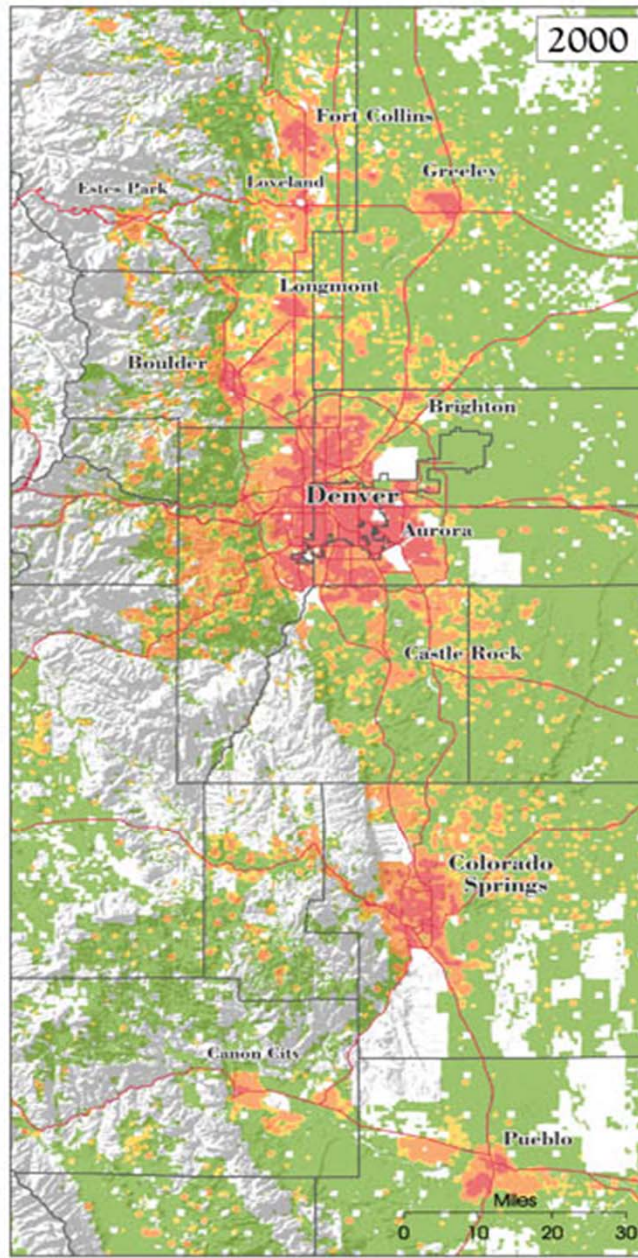 2000
Fort Collins
Greeley
Loveland
Estes Park
Longmont
Boulder
Brighton
Denver
Aurora
Castle Rock
Colorado
Springs
Canon City
Pueblo
Miles
0 10 20 30